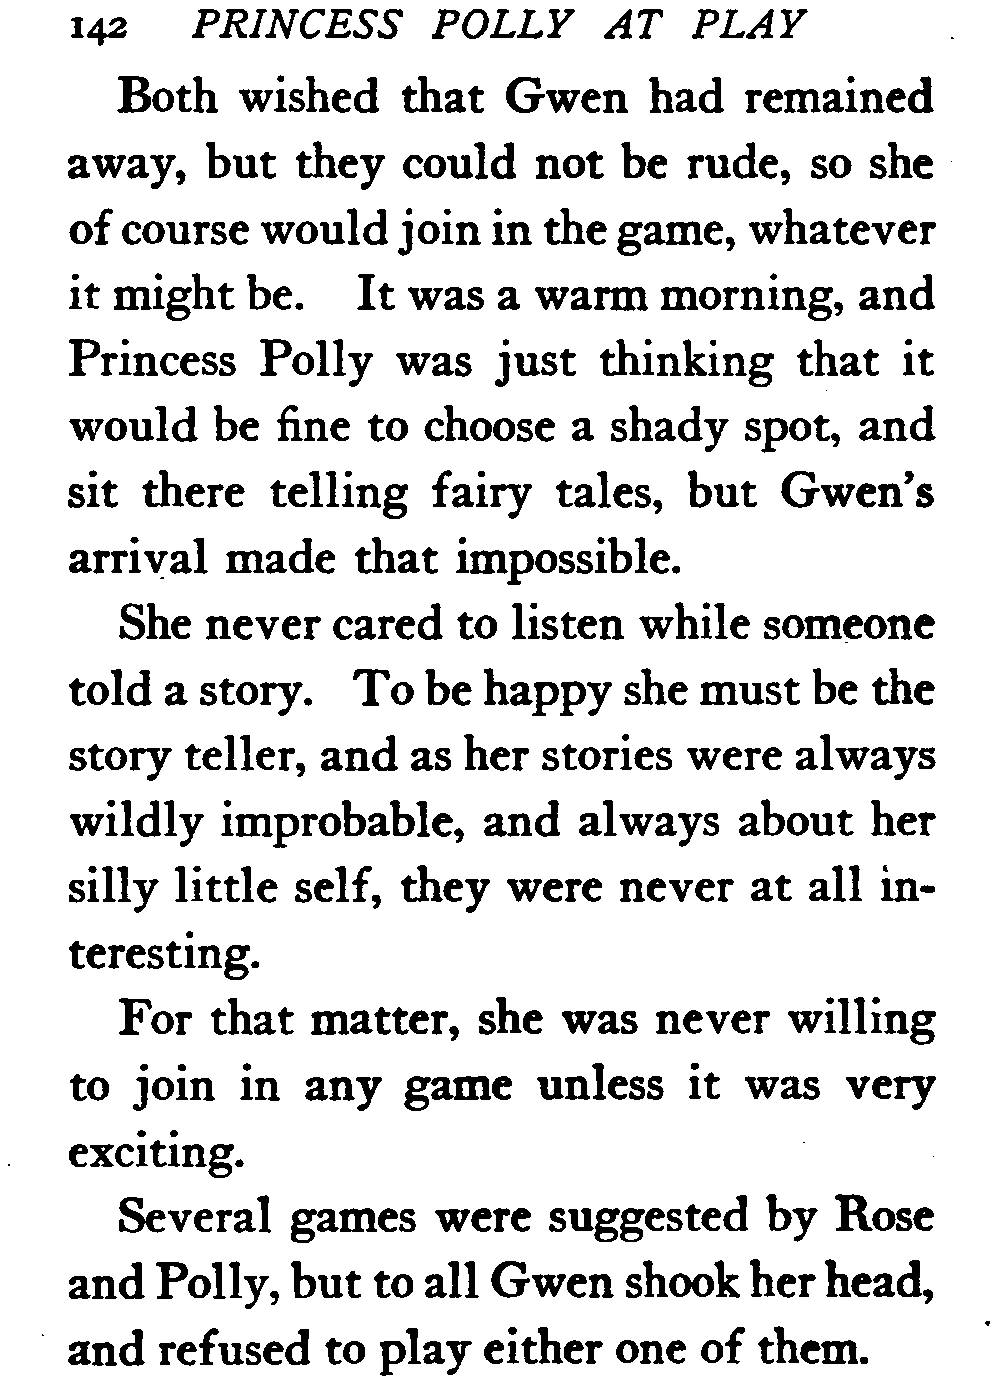 142 PRINCESS POLLY AT PLAY
Both wished that Gwen had remained
away, but they could not be rude, so she
of course would join in the game, whatever
it might be. It was a warm morning, and
Princess Polly was just thinking that it
would be fine to choose a shady spot, and
sit there telling fairy tales, but Gwen's
arrival made that impossible.
She never cared to listen while someone
told a story. To be happy she must be the
story teller, and as her stories were always
wildly improbable, and always about her
silly little self, they were never at all in-
teresting.
For that matter, she was never willing
to join in any game unless it was very
exciting.
Several games were suggested by Rose
and Polly, but to all Gwen shook her head,
and refused to play either one of them.